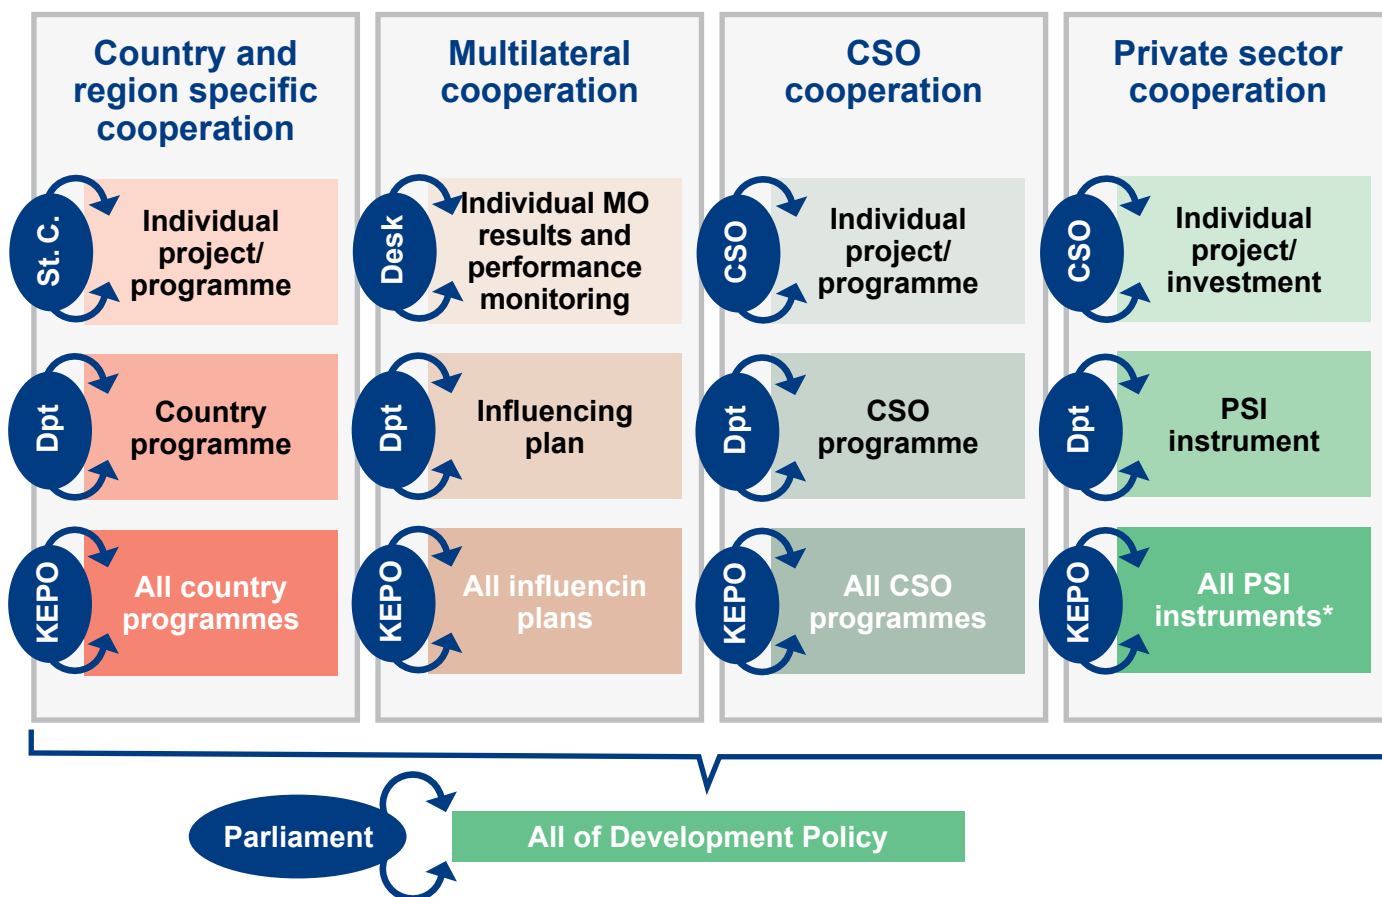 Country and
region specific
cooperation
Multilateral
cooperation
CSO
cooperation
Private sector
cooperation
St. C.
Individual
project/
programme
Desk
Individual MO
results and
performance
monitoring
CSO
Individual
project/
programme
CSO
Individual
project/
investment
Dpt
Country
programme
Dpt
Influencing
plan
Dpt
CSO
programme
Dpt
PSI
instrument
KEPO
All country
programmes
KEPO
All influencin
plans
KEPO
All CSO
programmes
KEPO
All PSI
instruments*
Parliament
All of Development Policy